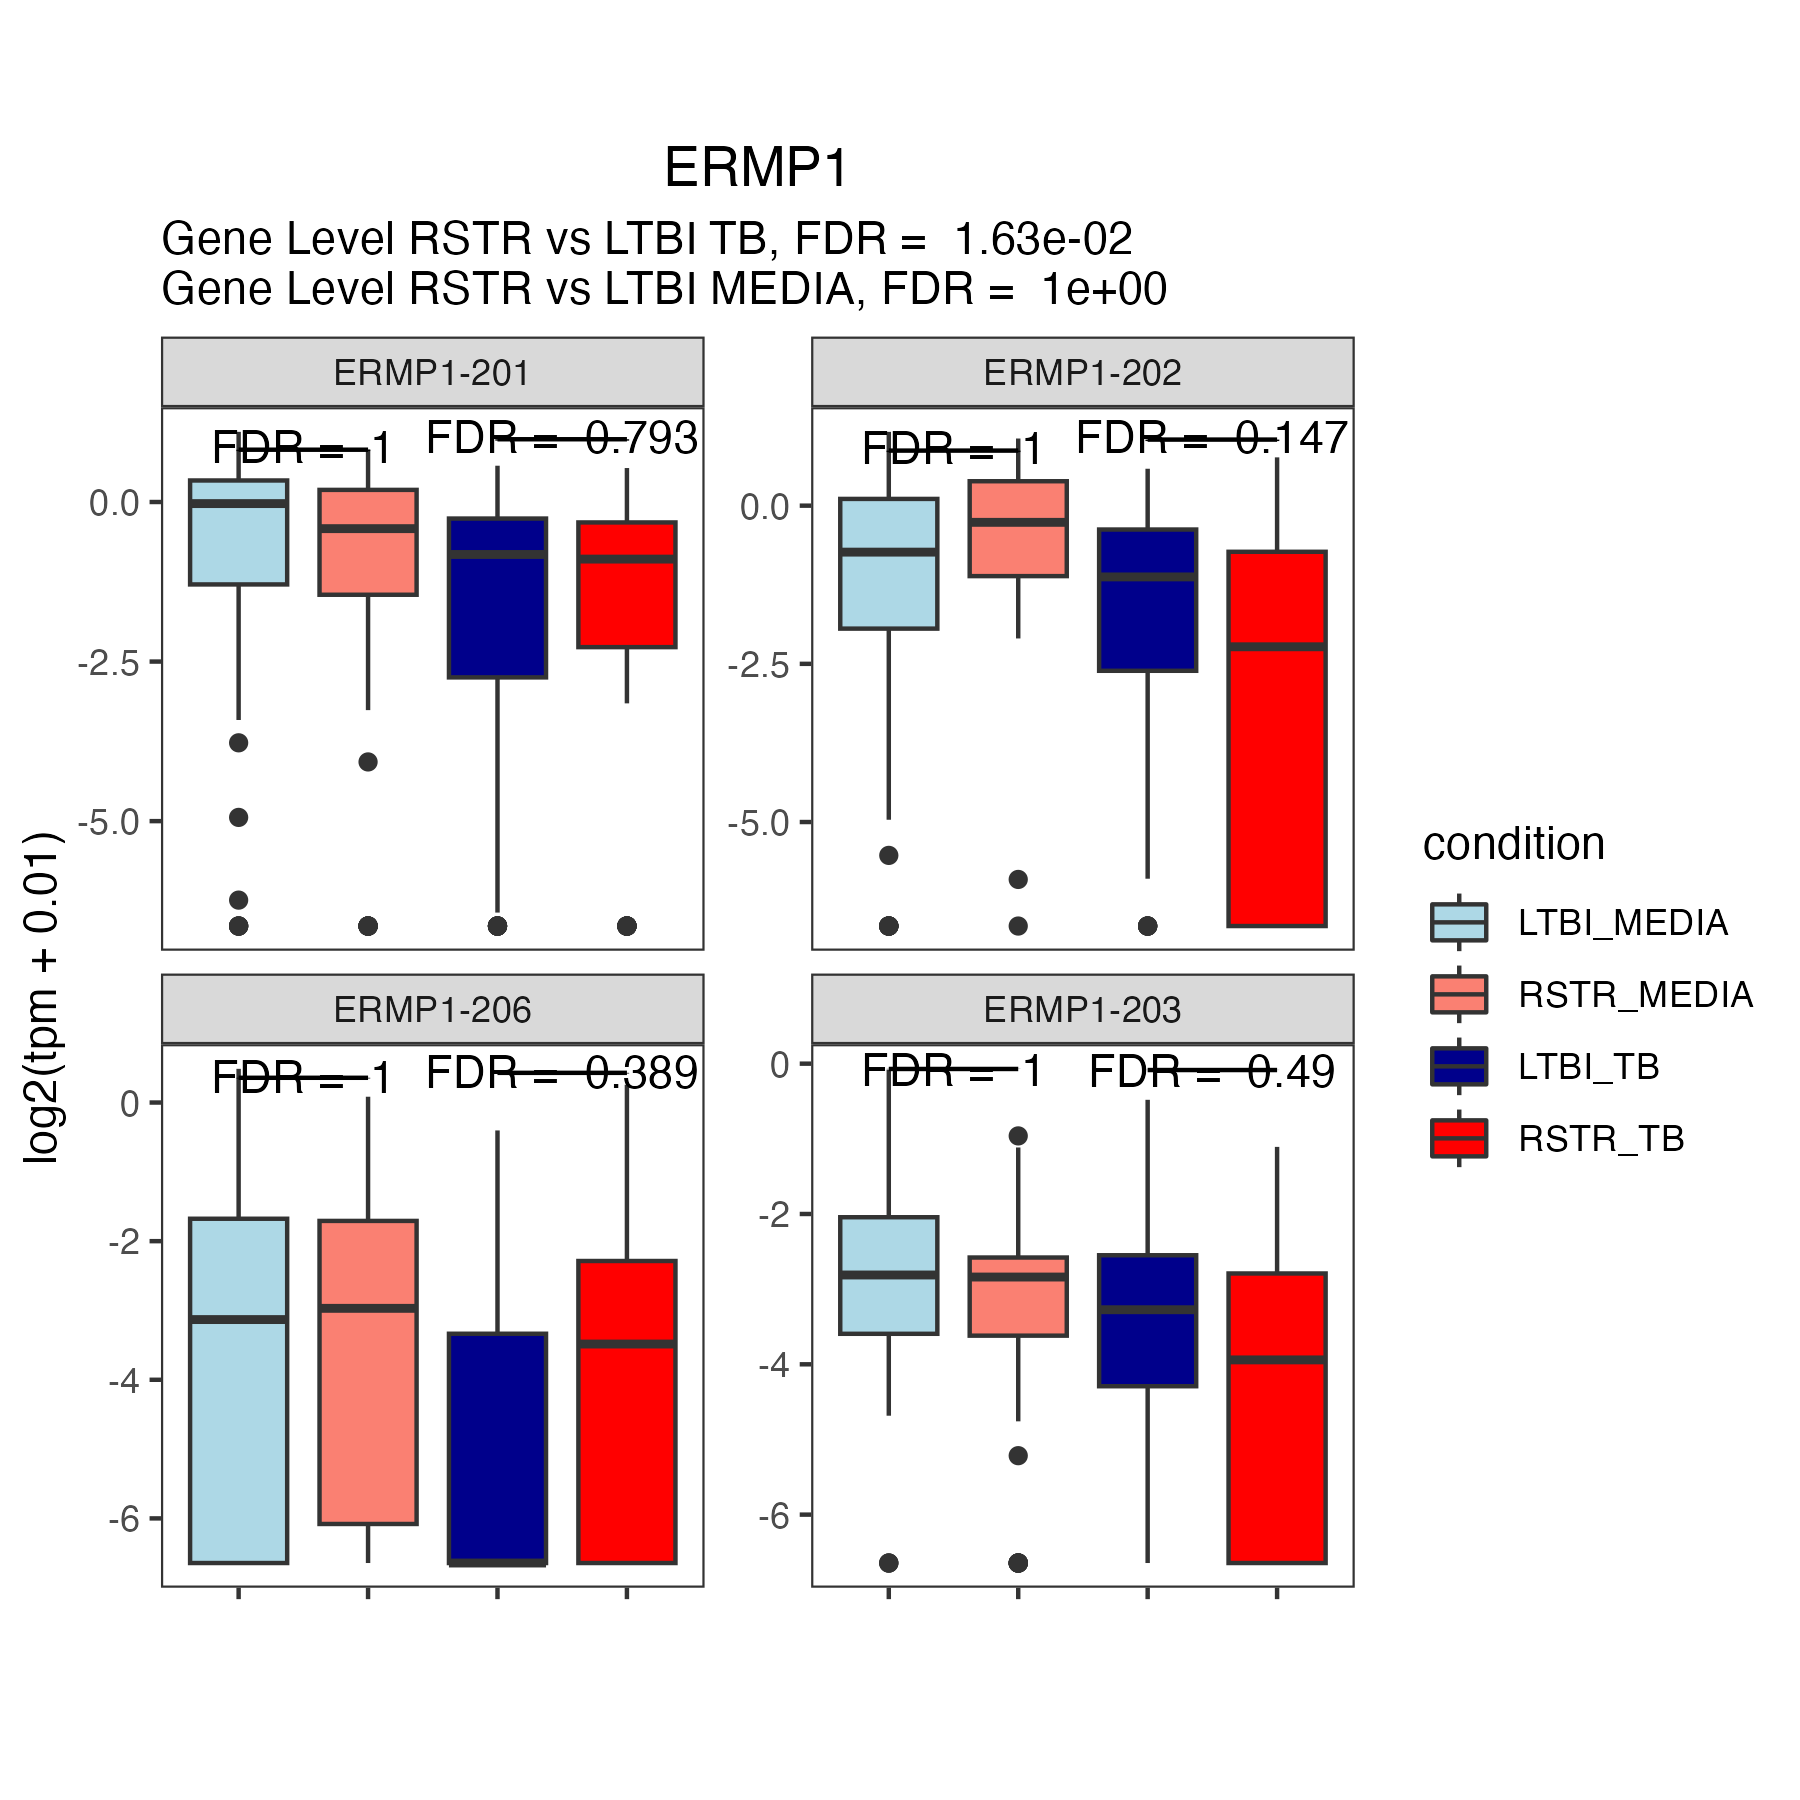 ERMP1
Gene Level RSTR vs LTBI TB, FDR =  1.63e-02
Gene Level RSTR vs LTBI MEDIA, FDR =  1e+00
ERMP1-201
FDR = 1
FDR = 0.793
0.0
-2.5
-5.0
ERMP1-202
FDR = 1
FDR = 0.147
0.0
-2.5
-5.0
ERMP1-206
FDR = 1
FDR = 0.389
0
-2
-4
-6
ERMP1-203
FDR = 1
FDR = 0.49
0
-2
-4
-6
log2(tpm + 0.01)
condition
LTBI_MEDIA
RSTR_MEDIA
LTBI_TB
RSTR_TB